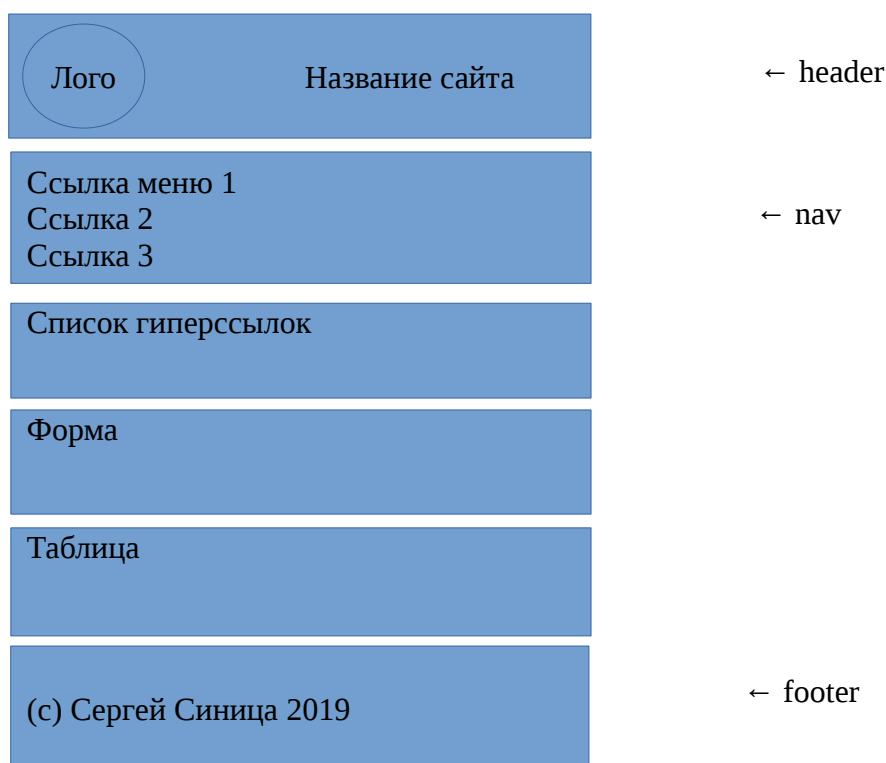 Лого Название сайта ← header
Ссылка меню 1
Ссылка 2 ← nav
Ссылка 3
Список гиперссылок
Форма
Таблица
(с) Сергей Синица 2019 ← footer